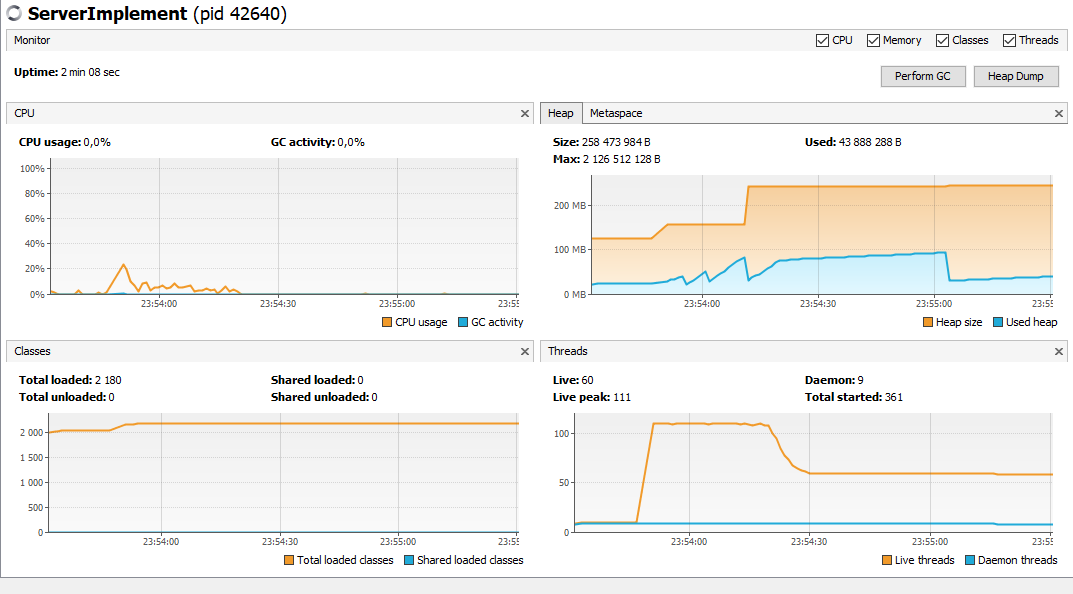 ServerImplement (pid 42640)
Monitor
CPU Memory Classes Threads
Uptime: 2 min 08 sec
Perform GC Heap Dump
CPU
CPU usage: 0,0% GC activity: 0,0%
100%
80%
60%
40%
20%
0%
23:54:00 23:54:30 23:55:00 23:55
CPU usage GC activity
Heap Metaspace
Size: 258 473 984 B Used: 43 888 288 B
Max: 2 126 512 128 B
200 MB
100 MB
0 MB
23:54:00 23:54:30 23:55:00 23:55
Heap size Used heap
Classes
Total loaded: 2 180 Shared loaded: 0
Total unloaded: 0 Shared unloaded: 0
2 000
1 500
1 000
500
0
23:54:00 23:54:30 23:55:00 23:55
Total loaded classes Shared loaded classes
Threads
Live: 60 Daemon: 9
Live peak: 111 Total started: 361
100
50
0
23:54:00 23:54:30 23:55:00 23:55
Live threads Daemon threads